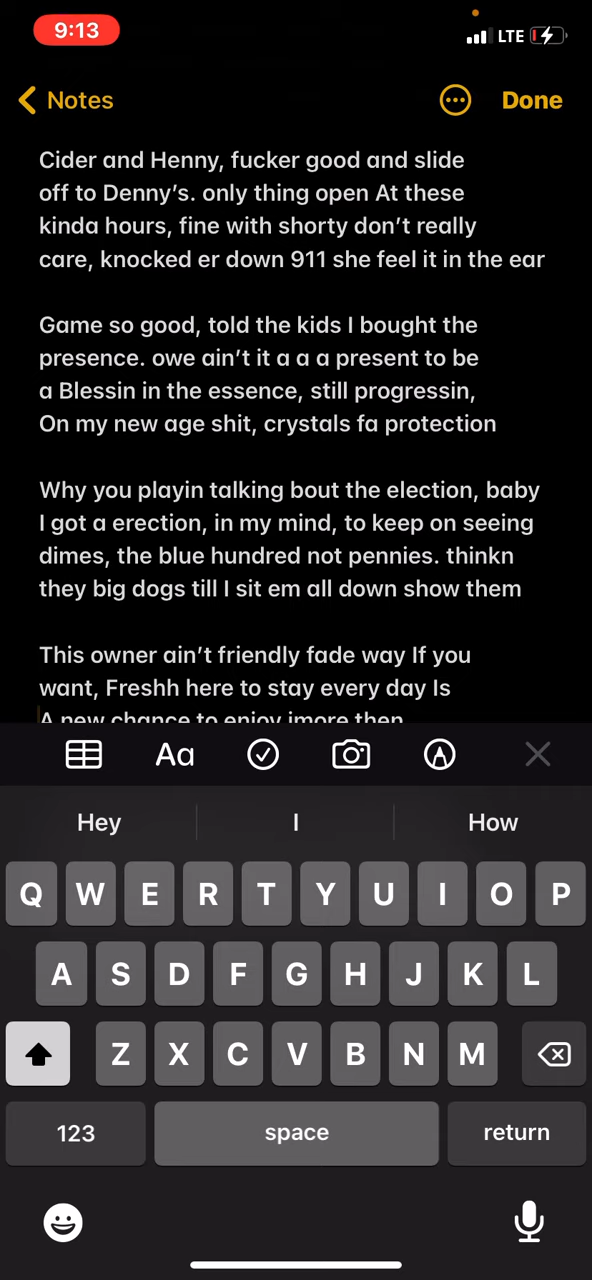 9:13
LTE
Notes
Done
Cider and Henny, fucker good and slide
off to Denny’s. only thing open At these
kinda hours, fine with shorty don’t really
care, knocked er down 911 she feel it in the ear
Game so good, told the kids I bought the
presence. owe ain’t it a a a present to be
a Blessin in the essence, still progressin,
On my new age shit, crystals fa protection
Why you playin talking bout the election, baby
I got a erection, in my mind, to keep on seeing
dimes, the blue hundred not pennies. thinkn
they big dogs till I sit em all down show them
This owner ain’t friendly fade way If you
want, Freshh here to stay every day Is
A new chance to enjoy imore then
Aa
Hey I How
Q W E R T Y U I O P
A S D F G H J K L
Z X C V B N M
123 space return